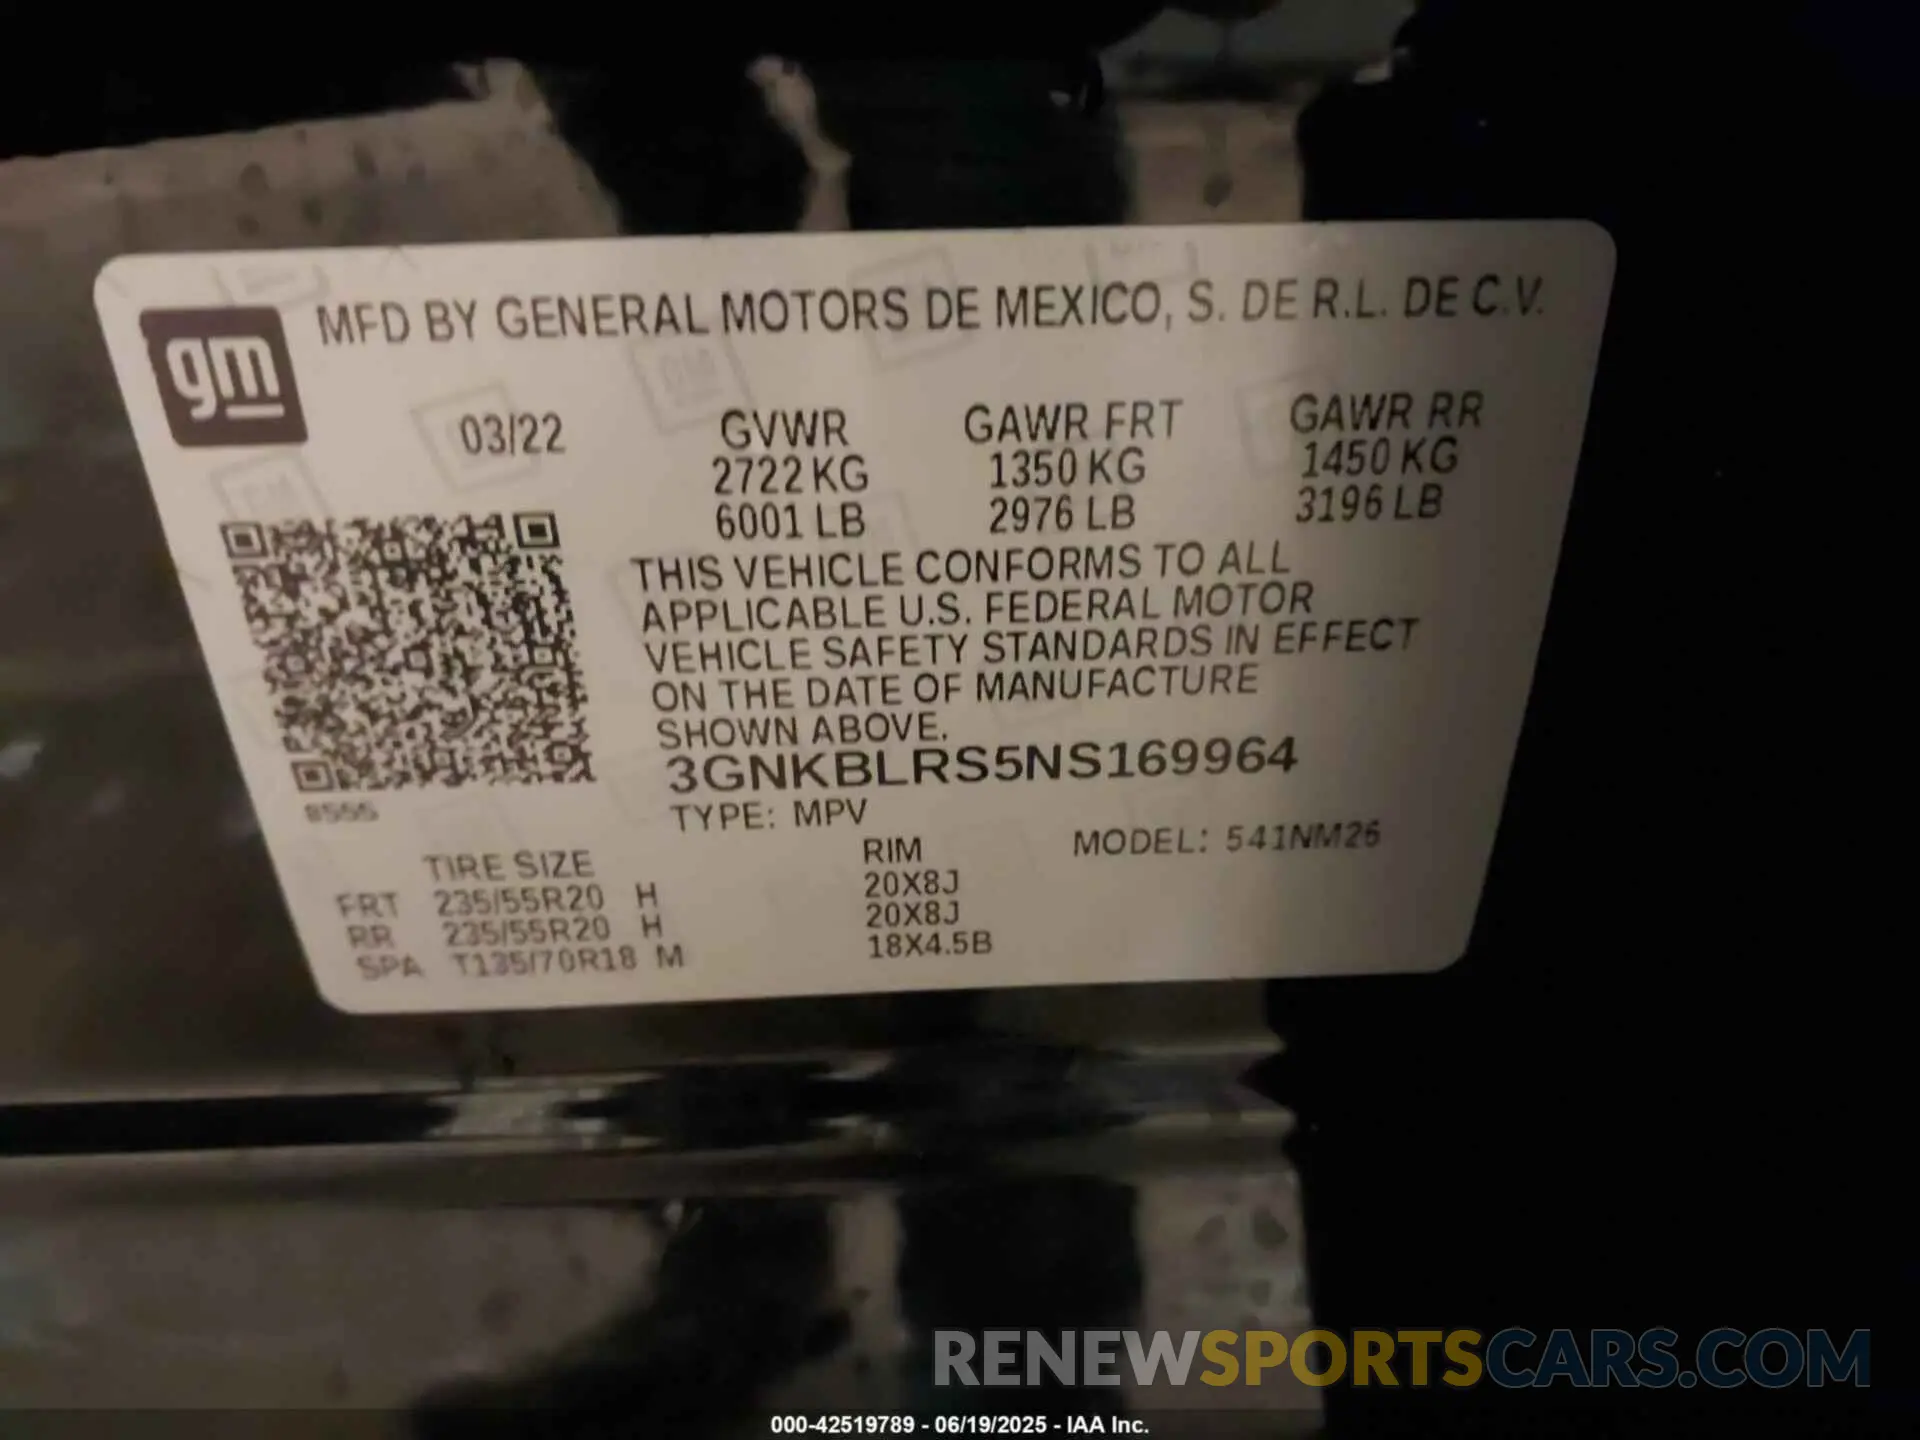 gm
MFD BY GENERAL MOTORS DE MEXICO, S. DE R.L. DE C.V.
03/22 GVWR GAWR FRT GAWR RR
2722 KG 1350 KG 1450 KG
6001 LB 2976 LB 3196 LB
THIS VEHICLE CONFORMS TO ALL
APPLICABLE U.S. FEDERAL MOTOR
VEHICLE SAFETY STANDARDS IN EFFECT
ON THE DATE OF MANUFACTURE
SHOWN ABOVE.
3GNKBLRS5NS169964
8555
TYPE: MPV
TIRE SIZE RIM MODEL: 541NM26
FRT 235/55R20 H 20X8J
RR 235/55R20 H 20X8J
SPA T135/70R18 M 18X4.5B
RENEWSPORTSCARS.COM
000-42519789 - 06/19/2025 - IAA Inc.